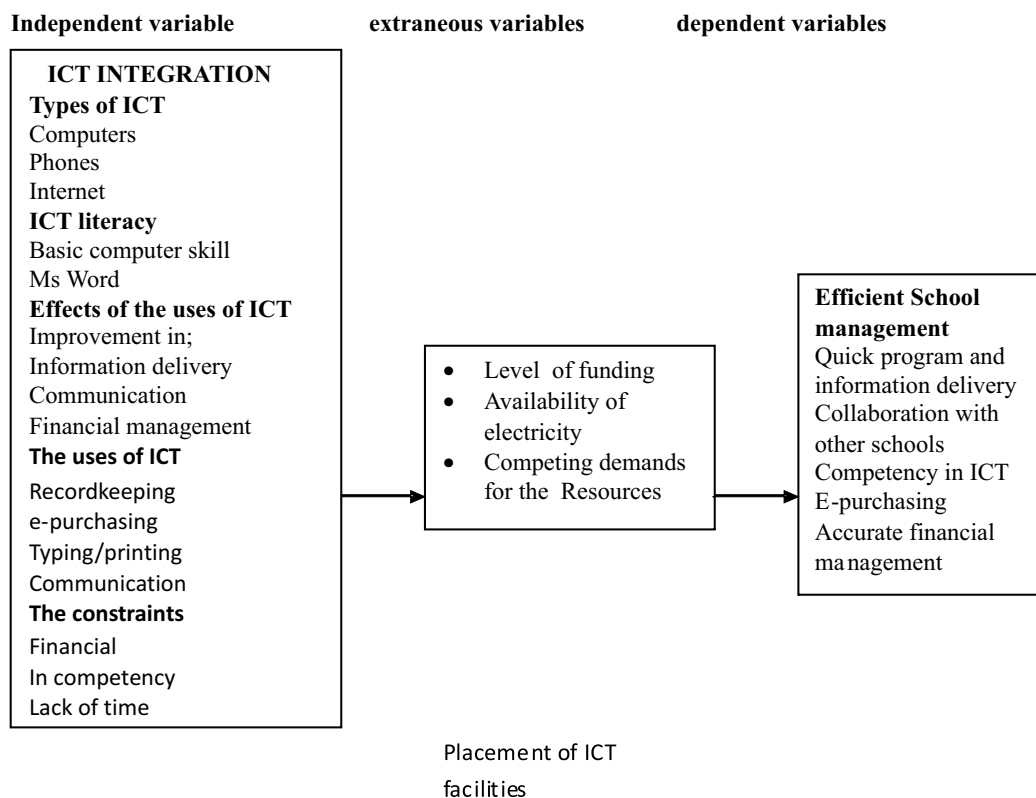 Independent variable extraneous variables dependent variables
ICT INTEGRATION
Types of ICT
Computers
Phones
Internet
ICT literacy
Basic computer skill
Ms Word
Effects of the uses of ICT
Improvement in;
Information delivery
Communication
Financial management
The uses of ICT
Recordkeeping
e-purchasing
Typing/printing
Communication
The constraints
Financial
In competency
Lack of time
• Level of funding
• Availability of
electricity
• Competing demands
for the Resources
Efficient School
management
Quick program and
information delivery
Collaboration with
other schools
Competency in ICT
E-purchasing
Accurate financial
management
Placement of ICT
facilities